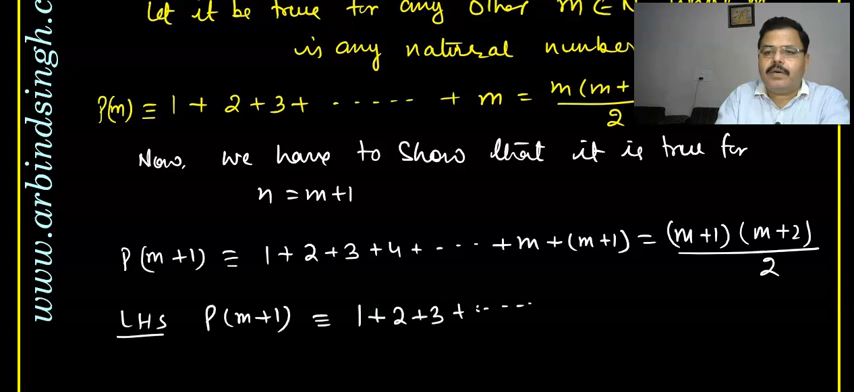 Let it be true for any other m ∈ N
is any natural number
P(m) ≡ 1 + 2 + 3 + ······ + m = m(m+ / 2
Now, we have to show that it is true for
n = m+1
P(m+1) ≡ 1 + 2 + 3 + 4 + ···· + m + (m+1) = (m+1)(m+2) / 2
LHS P(m+1) ≡ 1 + 2 + 3 + ······
www.arbindsingh.